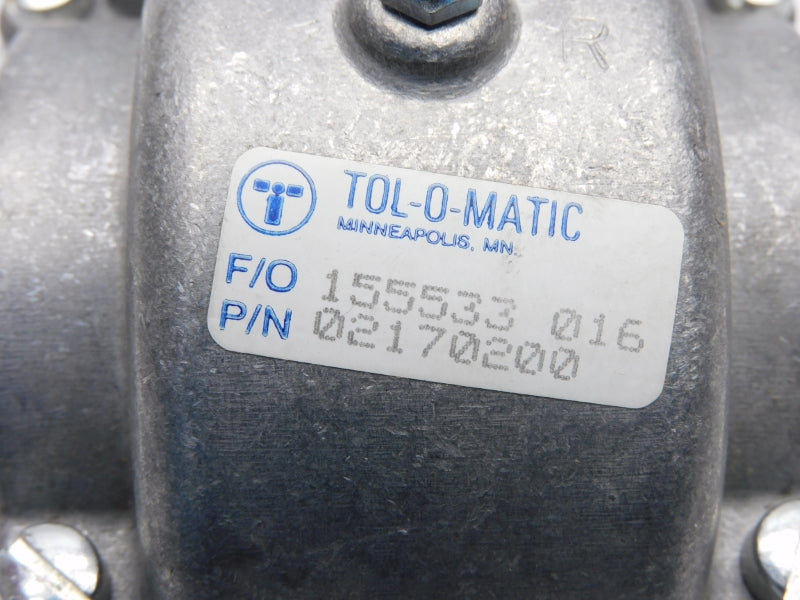 R
TOL-O-MATIC
MINNEAPOLIS, MN.
F/O 155533 016
P/N 02170200